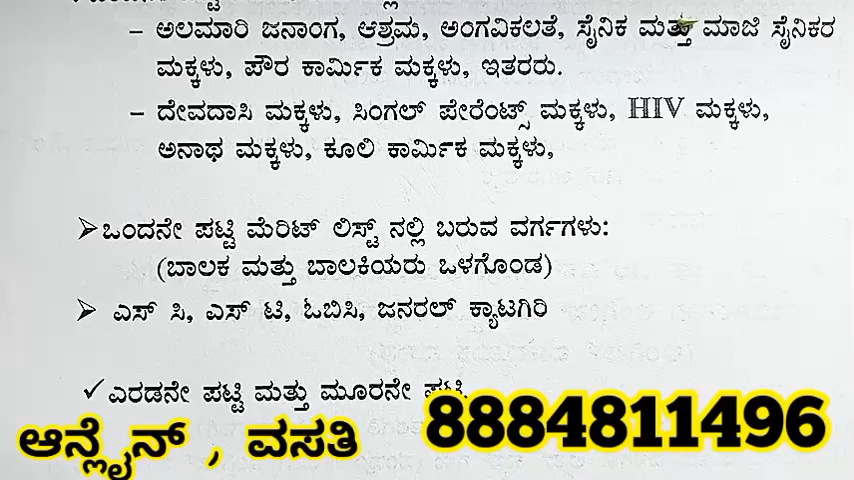 – ಅಲಮಾರಿ ಜನಾಂಗ, ಆಶ್ರಮ, ಅಂಗವಿಕಲತೆ, ಸೈನಿಕ ಮತ್ತು ಮಾಜಿ ಸೈನಿಕರ
ಮಕ್ಕಳು, ಪೌರ ಕಾರ್ಮಿಕ ಮಕ್ಕಳು, ಇತರರು.
– ದೇವದಾಸಿ ಮಕ್ಕಳು, ಸಿಂಗಲ್ ಪೇರೆಂಟ್ಸ್ ಮಕ್ಕಳು, HIV ಮಕ್ಕಳು,
ಅನಾಥ ಮಕ್ಕಳು, ಕೂಲಿ ಕಾರ್ಮಿಕ ಮಕ್ಕಳು,
➢ ಒಂದನೇ ಪಟ್ಟಿ ಮೆರಿಟ್ ಲಿಸ್ಟ್ ನಲ್ಲಿ ಬರುವ ವರ್ಗಗಳು:
(ಬಾಲಕ ಮತ್ತು ಬಾಲಕಿಯರು ಒಳಗೊಂಡ)
➢ ಎಸ್ ಸಿ, ಎಸ್ ಟಿ, ಓಬಿಸಿ, ಜನರಲ್ ಕ್ಯಾಟಗಿರಿ
✓ ಎರಡನೇ ಪಟ್ಟಿ ಮತ್ತು ಮೂರನೇ ಪಟ್ಟಿ.
ಆನ್ಲೈನ್ , ವಸತಿ 8884811496